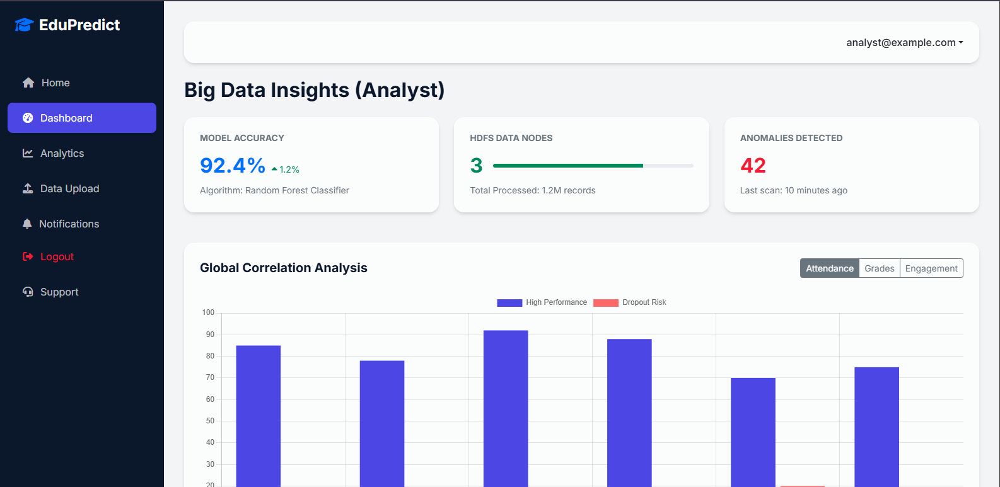 EduPredict
Home
Dashboard
Analytics
Data Upload
Notifications
Logout
Support
analyst@example.com
Big Data Insights (Analyst)
MODEL ACCURACY
92.4% 1.2%
Algorithm: Random Forest Classifier
HDFS DATA NODES
3
Total Processed: 1.2M records
ANOMALIES DETECTED
42
Last scan: 10 minutes ago
Global Correlation Analysis
Attendance Grades Engagement
High Performance Dropout Risk
100
90
80
70
60
50
40
30
20